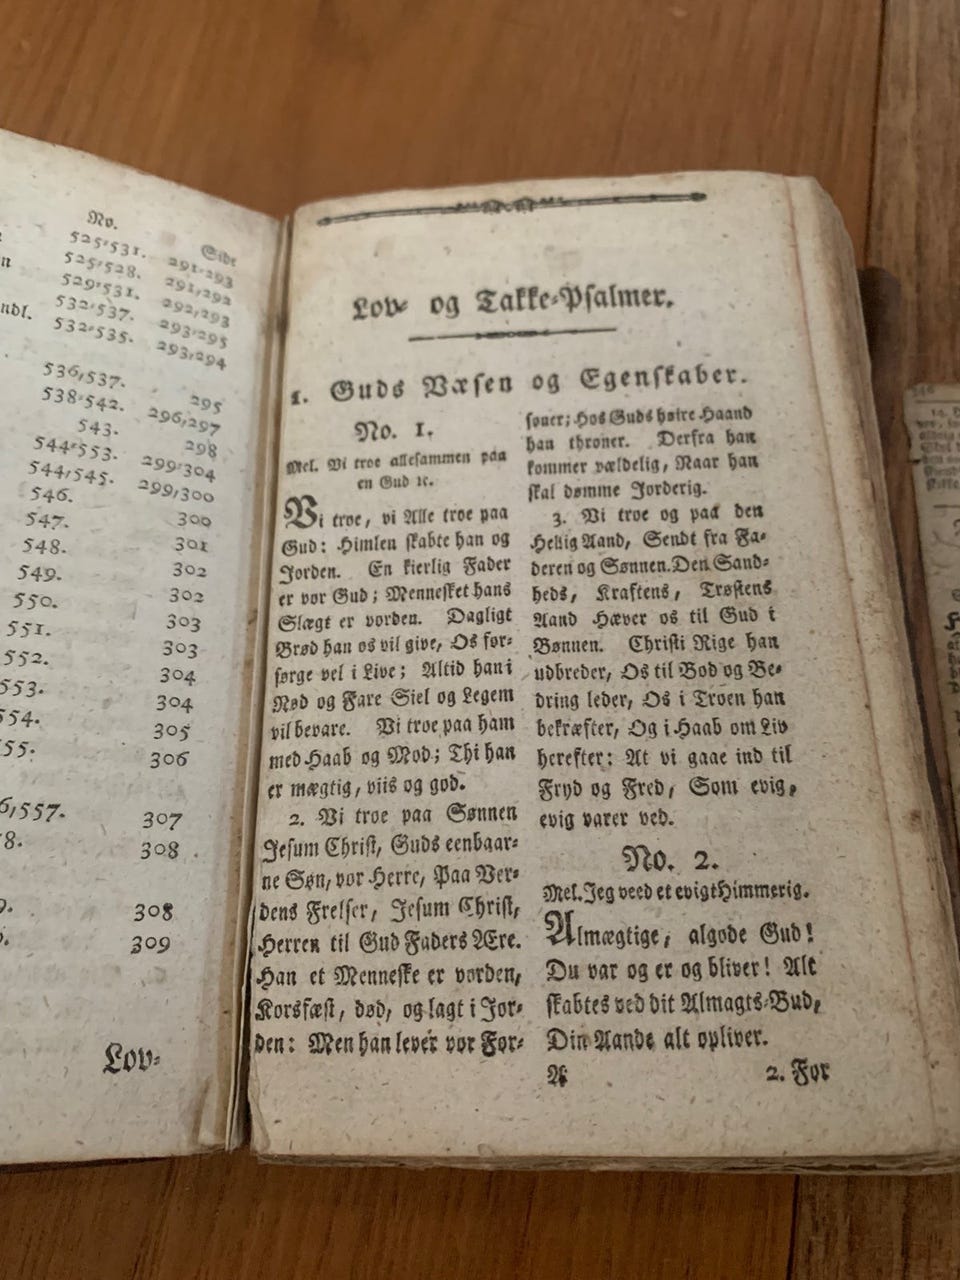 No.
Side
525-531. 291-293
525-528. 291,292
529-531. 292,293
532-537. 293-295
ndl. 532-535. 293,294
536,537. 295
538-542. 296,297
543. 298
544-553. 299-304
544,545. 299,300
546. 300
547. 301
548. 302
549. 302
550. 303
551. 303
552. 304
553. 304
554. 305
55. 306
6,557. 307
8. 308
9. 308
309
Lov-
Lov- og Takke-Psalmer.
1. Guds Væsen og Egenskaber.
No. 1.
Mel. Vi troe allesammen paa
en Gud ꝛc.
Vi troe, vi Alle troe paa
Gud: Himlen skabte han og
Jorden. En kierlig Fader
er vor Gud; Mennesket hans
Slægt er vorden. Dagligt
Brød han os vil give, Os for-
sørge vel i Live; Altid han i
Nød og Fare Siel og Legem
vil bevare. Vi troe paa ham
med Haab og Mod; Thi han
er mægtig, viis og god.
2. Vi troe paa Sønnen
Jesum Christ, Guds eenbaar-
ne Søn, vor Herre, Paa Ver-
dens Frelser, Jesum Christ,
Herren til Gud Faders Ære.
Han et Menneske er vorden,
Korsfæst, død, og lagt i Jor-
den: Men han lever vor For-
soner; Hos Guds høire Haand
han throner. Derfra han
kommer vældelig, Naar han
skal dømme Jorderig.
3. Vi troe og paa den
Hellig Aand, Sendt fra Fa-
deren og Sønnen. Den Sand-
heds, Kraftens, Trøstens
Aand Hæver os til Gud i
Bønnen. Christi Rige han
udbreder, Os til Bod og Be-
dring leder, Os i Troen han
bekræfter, Og i Haab om Liv
herefter: At vi gaae ind til
Fryd og Fred, Som evig,
evig varer ved.
No. 2.
Mel. Jeg veed et evigt Himmerig.
Almægtige, algode Gud!
Du var og er og bliver! Alt
skabtes ved dit Almagts-Bud,
Din Aande alt opliver.
A 2. For